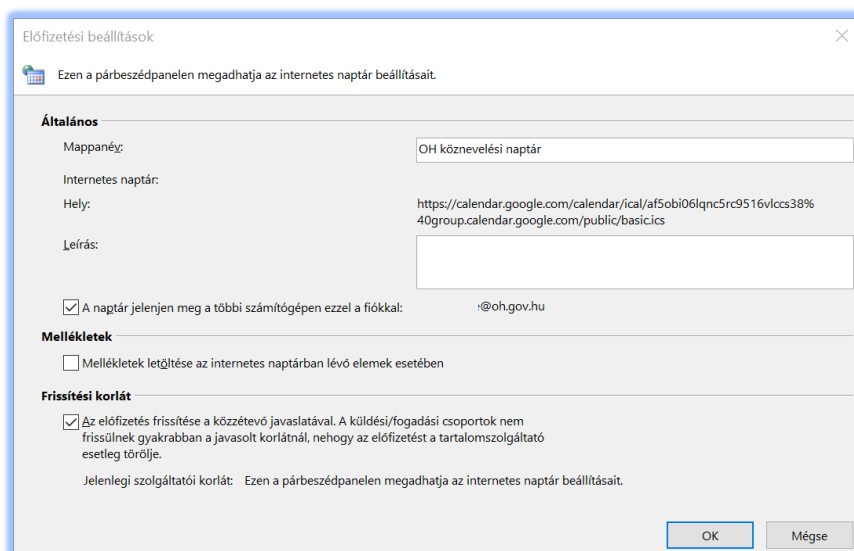 Előfizetési beállítások
Ezen a párbeszédpanelen megadhatja az internetes naptár beállításait.
Általános
Mappanév:
OH köznevelési naptár
Internetes naptár:
Hely:
https://calendar.google.com/calendar/ical/af5obi06lqnc5rc9516vlccs38%
40group.calendar.google.com/public/basic.ics
Leírás:
A naptár jelenjen meg a többi számítógépen ezzel a fiókkal:
@oh.gov.hu
Mellékletek
Mellékletek letöltése az internetes naptárban lévő elemek esetében
Frissítési korlát
Az előfizetés frissítése a közzétevő javaslatával. A küldési/fogadási csoportok nem
frissülnek gyakrabban a javasolt korlátnál, nehogy az előfizetést a tartalomszolgáltató
esetleg törölje.
Jelenlegi szolgáltatói korlát: Ezen a párbeszédpanelen megadhatja az internetes naptár beállításait.
OK
Mégse